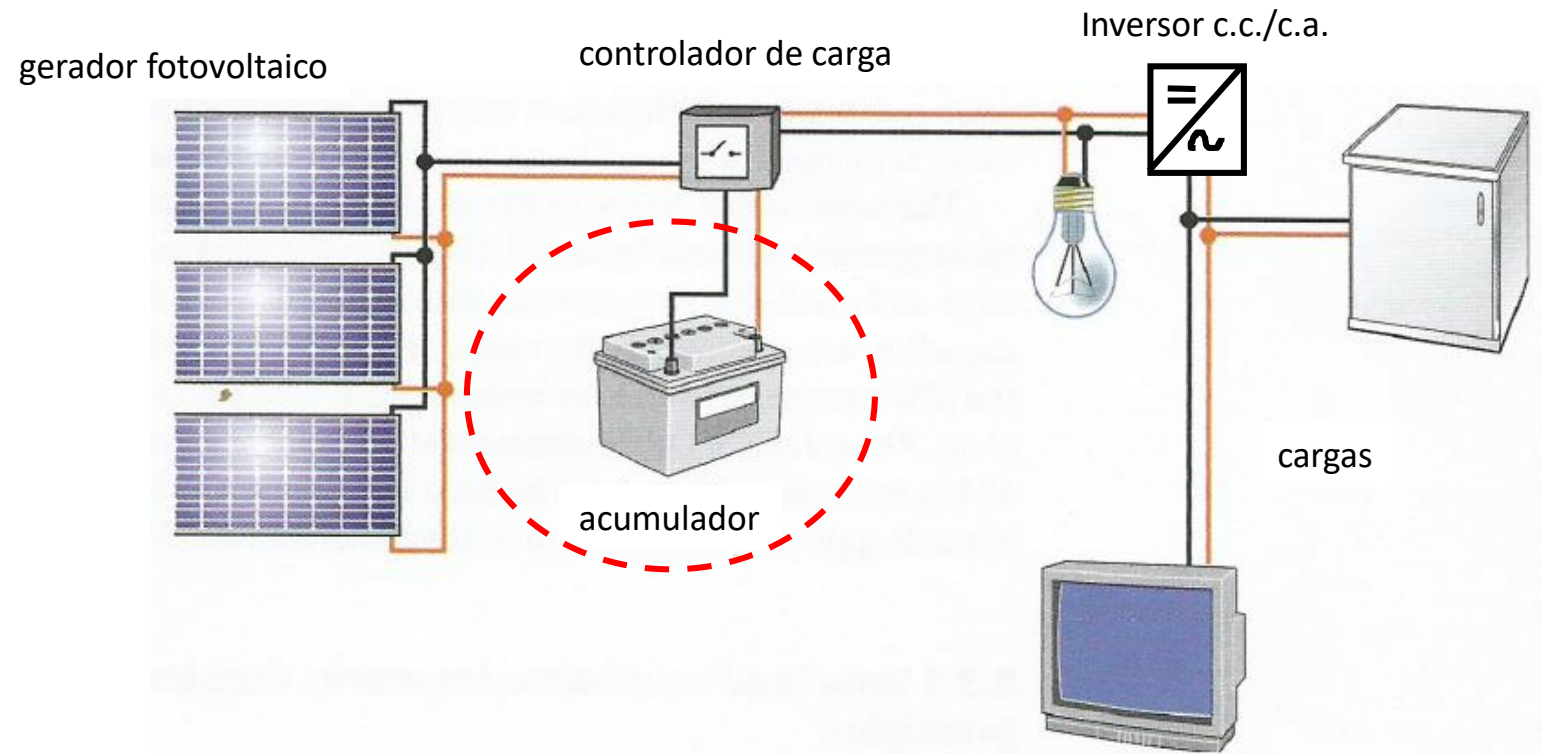 Inversor c.c./c.a.
gerador fotovoltaico
controlador de carga
cargas
acumulador